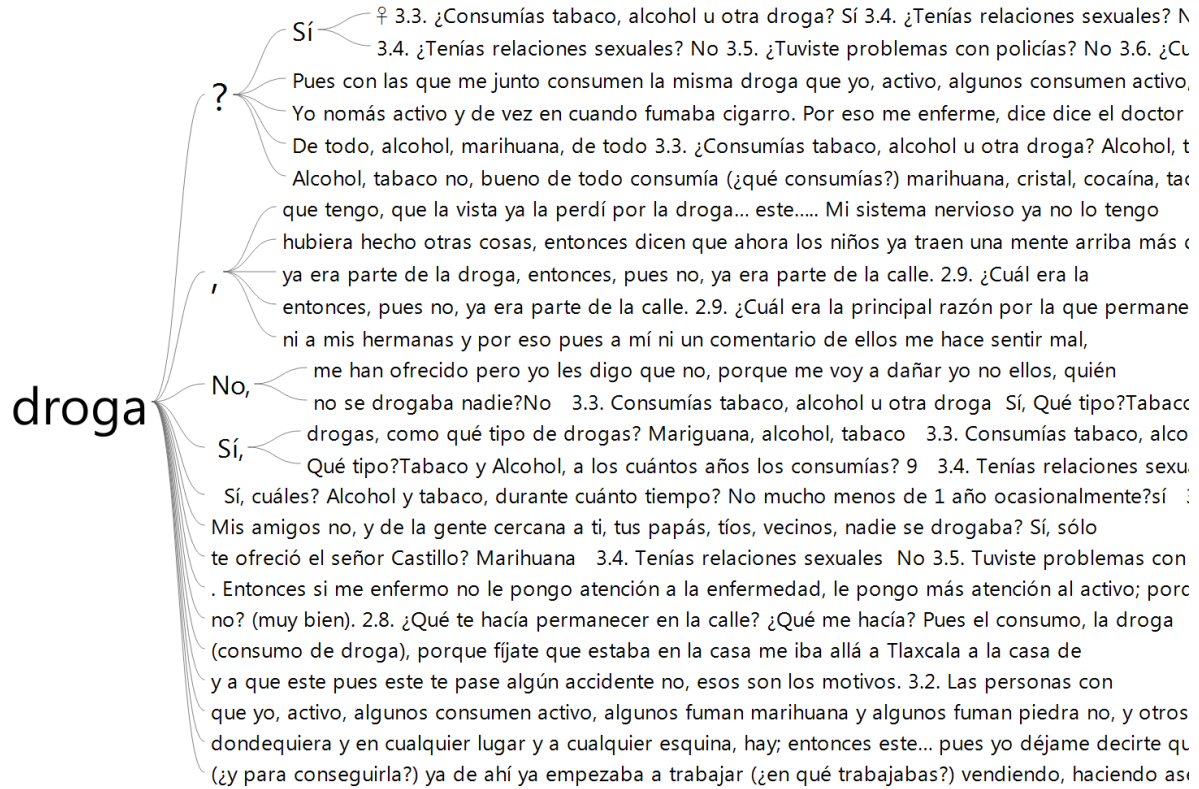 droga
?
Sí
♀ 3.3. ¿Consumías tabaco, alcohol u otra droga? Sí 3.4. ¿Tenías relaciones sexuales?
3.4. ¿Tenías relaciones sexuales? No 3.5. ¿Tuviste problemas con policías? No 3.6.
Pues con las que me junto consumen la misma droga que yo, activo, algunos consumen activo,
Yo nomás activo y de vez en cuando fumaba cigarro. Por eso me enferme, dice dice el doctor
De todo, alcohol, marihuana, de todo 3.3. ¿Consumías tabaco, alcohol u otra droga? Alcohol,
Alcohol, tabaco no, bueno de todo consumía (¿qué consumías?) marihuana, cristal, cocaína,
,
que tengo, que la vista ya la perdí por la droga... este..... Mi sistema nervioso ya no lo tengo
hubiera hecho otras cosas, entonces dicen que ahora los niños ya traen una mente arriba más
ya era parte de la droga, entonces, pues no, ya era parte de la calle. 2.9. ¿Cuál era la
entonces, pues no, ya era parte de la calle. 2.9. ¿Cuál era la principal razón por la que permane
ni a mis hermanas y por eso pues a mí ni un comentario de ellos me hace sentir mal,
No,
me han ofrecido pero yo les digo que no, porque me voy a dañar yo no ellos, quién
no se drogaba nadie?No 3.3. Consumías tabaco, alcohol u otra droga Sí, Qué tipo?Tabaco
Sí,
drogas, como qué tipo de drogas? Mariguana, alcohol, tabaco 3.3. Consumías tabaco, alco
Qué tipo?Tabaco y Alcohol, a los cuántos años los consumías? 9 3.4. Tenías relaciones sexu
Sí, cuáles? Alcohol y tabaco, durante cuánto tiempo? No mucho menos de 1 año ocasionalmente?sí
Mis amigos no, y de la gente cercana a ti, tus papás, tíos, vecinos, nadie se drogaba? Sí, sólo
te ofreció el señor Castillo? Marihuana 3.4. Tenías relaciones sexuales No 3.5. Tuviste problemas con
. Entonces si me enfermo no le pongo atención a la enfermedad, le pongo más atención al activo;
no? (muy bien). 2.8. ¿Qué te hacía permanecer en la calle? ¿Qué me hacía? Pues el consumo, la droga
(consumo de droga), porque fíjate que estaba en la casa me iba allá a Tlaxcala a la casa de
y a que este pues este te pase algún accidente no, esos son los motivos. 3.2. Las personas con
que yo, activo, algunos consumen activo, algunos fuman marihuana y algunos fuman piedra no, y otros
dondequiera y en cualquier lugar y a cualquier esquina, hay; entonces este... pues yo déjame decirte
(¿y para conseguirla?) ya de ahí ya empezaba a trabajar (¿en qué trabajabas?) vendiendo, haciendo